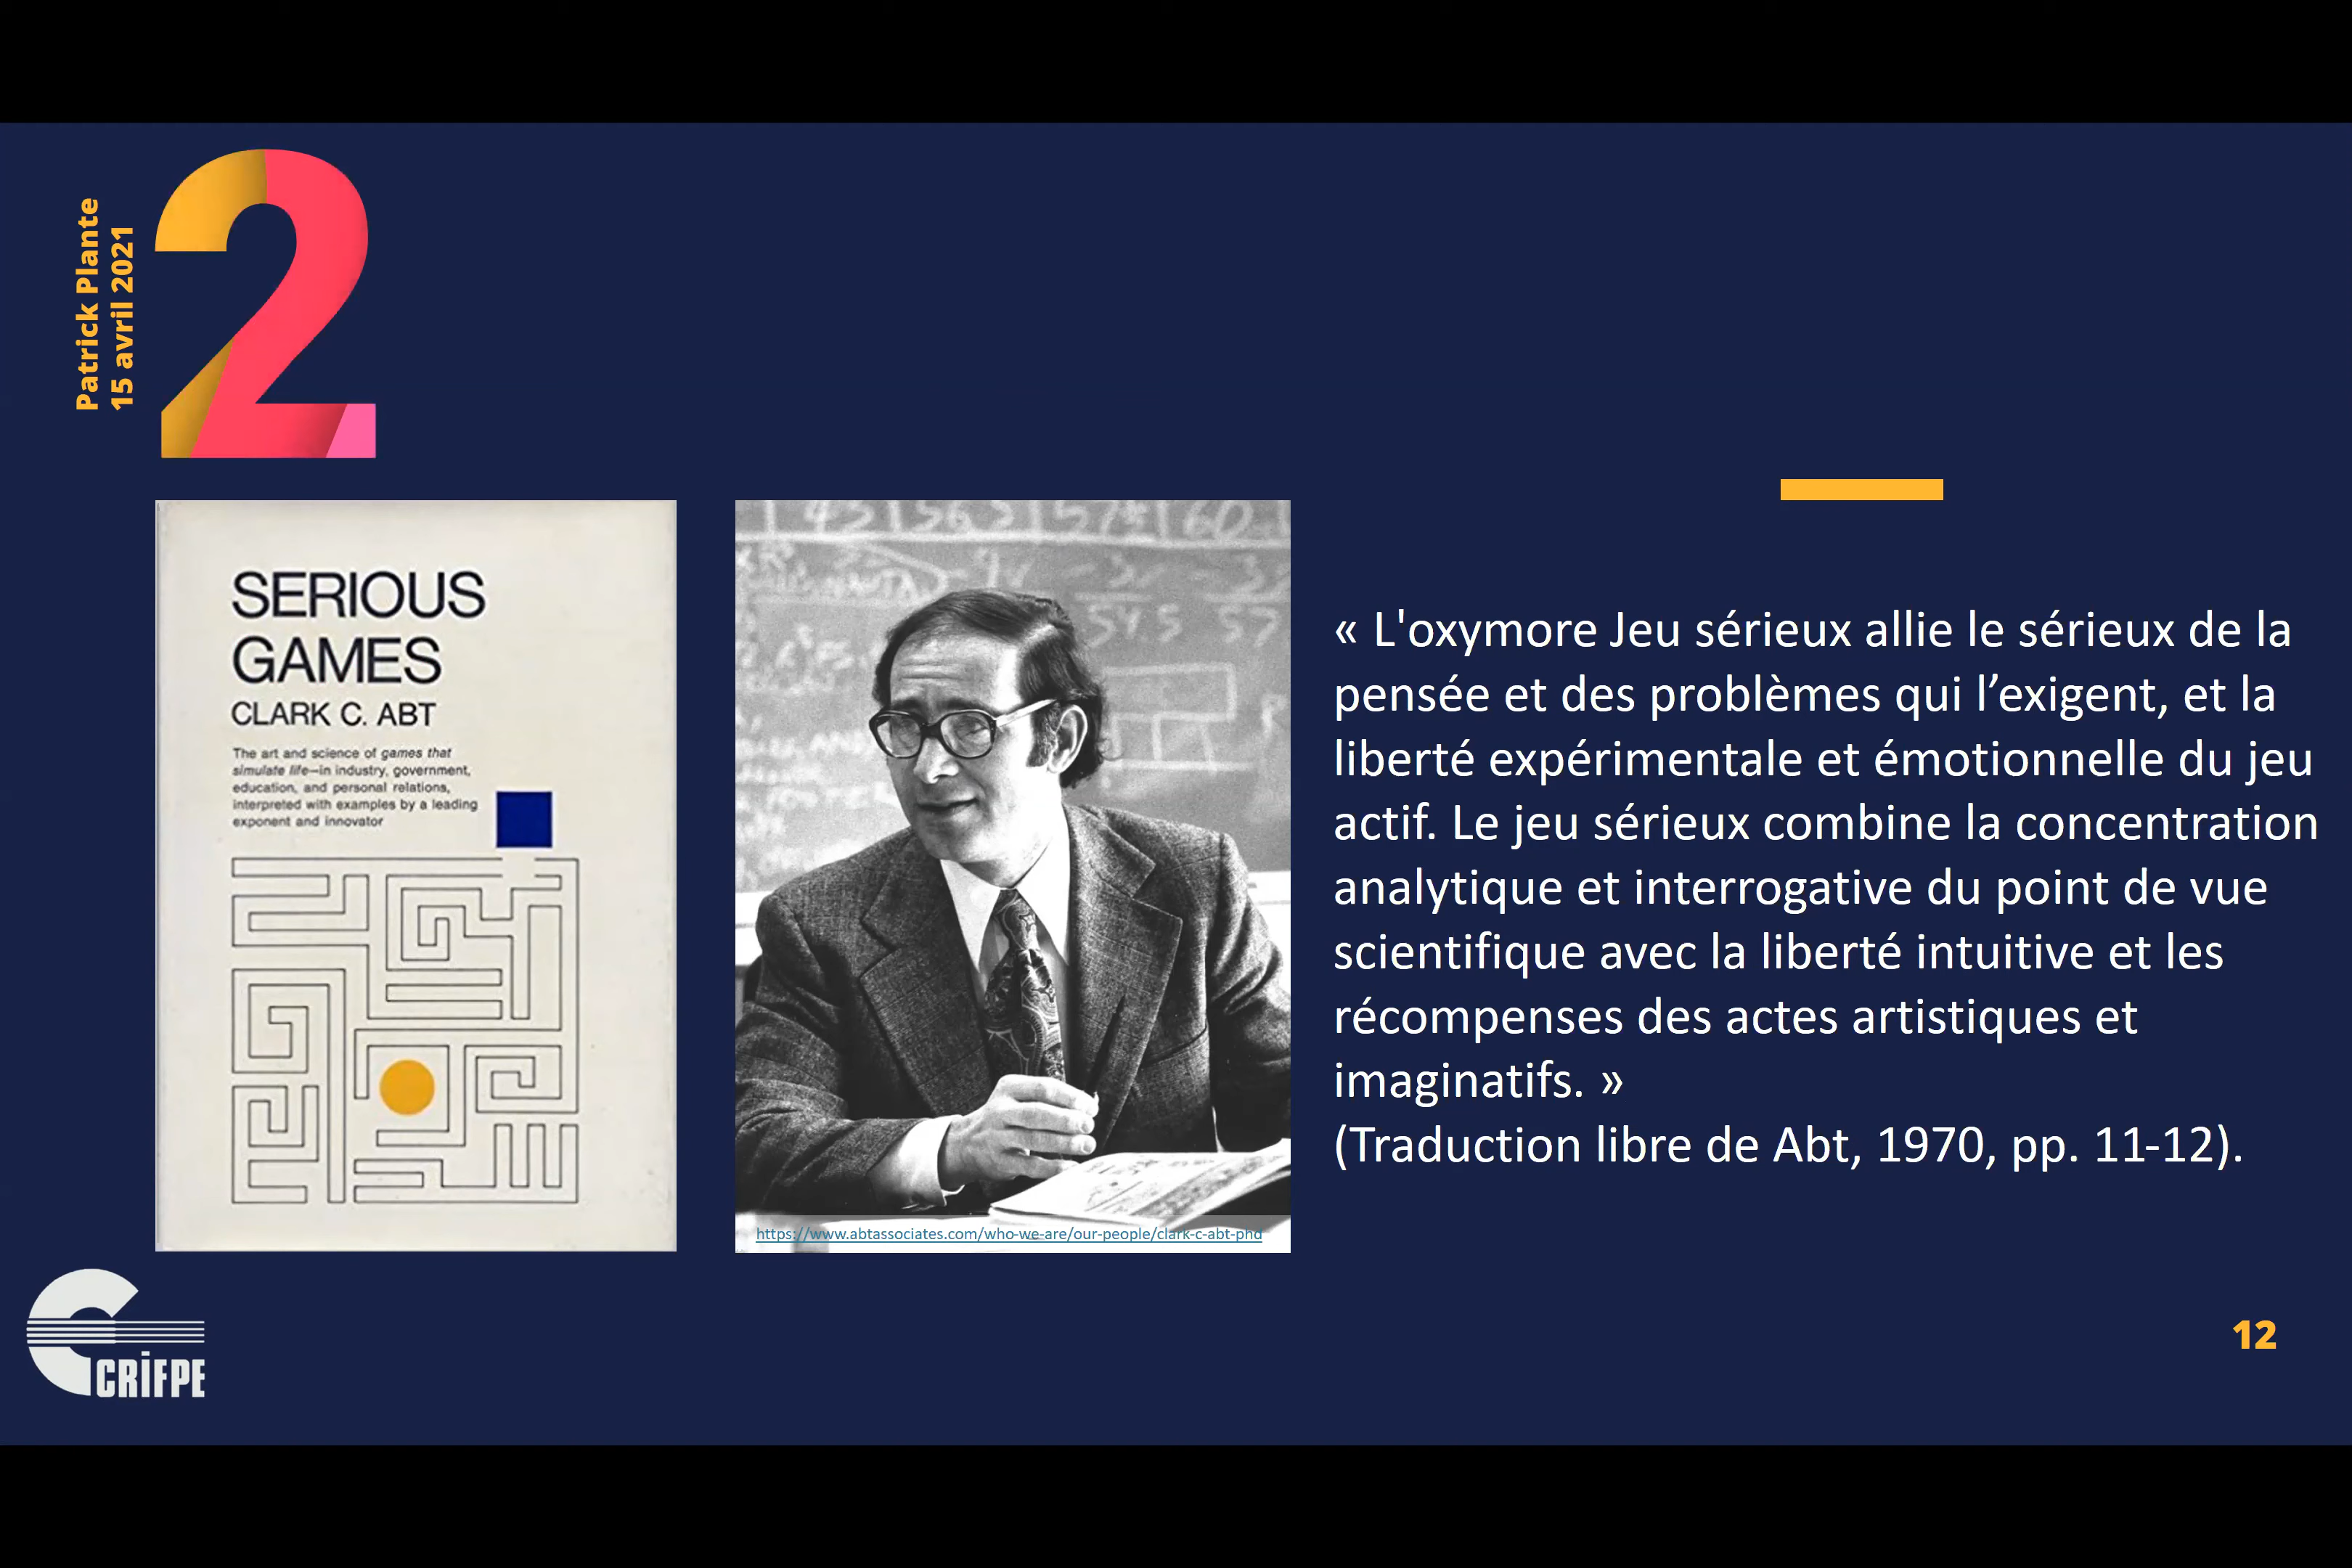 Patrick Plante
15 avril 2021
2
SERIOUS
GAMES
CLARK C. ABT
The art and science of games that
simulate life—in industry, government,
education, and personal relations,
interpreted with examples by a leading
exponent and innovator
https://www.abtassociates.com/who-we-are/our-people/clark-c-abt-phd
« L'oxymore Jeu sérieux allie le sérieux de la
pensée et des problèmes qui l’exigent, et la
liberté expérimentale et émotionnelle du jeu
actif. Le jeu sérieux combine la concentration
analytique et interrogative du point de vue
scientifique avec la liberté intuitive et les
récompenses des actes artistiques et
imaginatifs. »
(Traduction libre de Abt, 1970, pp. 11-12).
CRIFPE
12